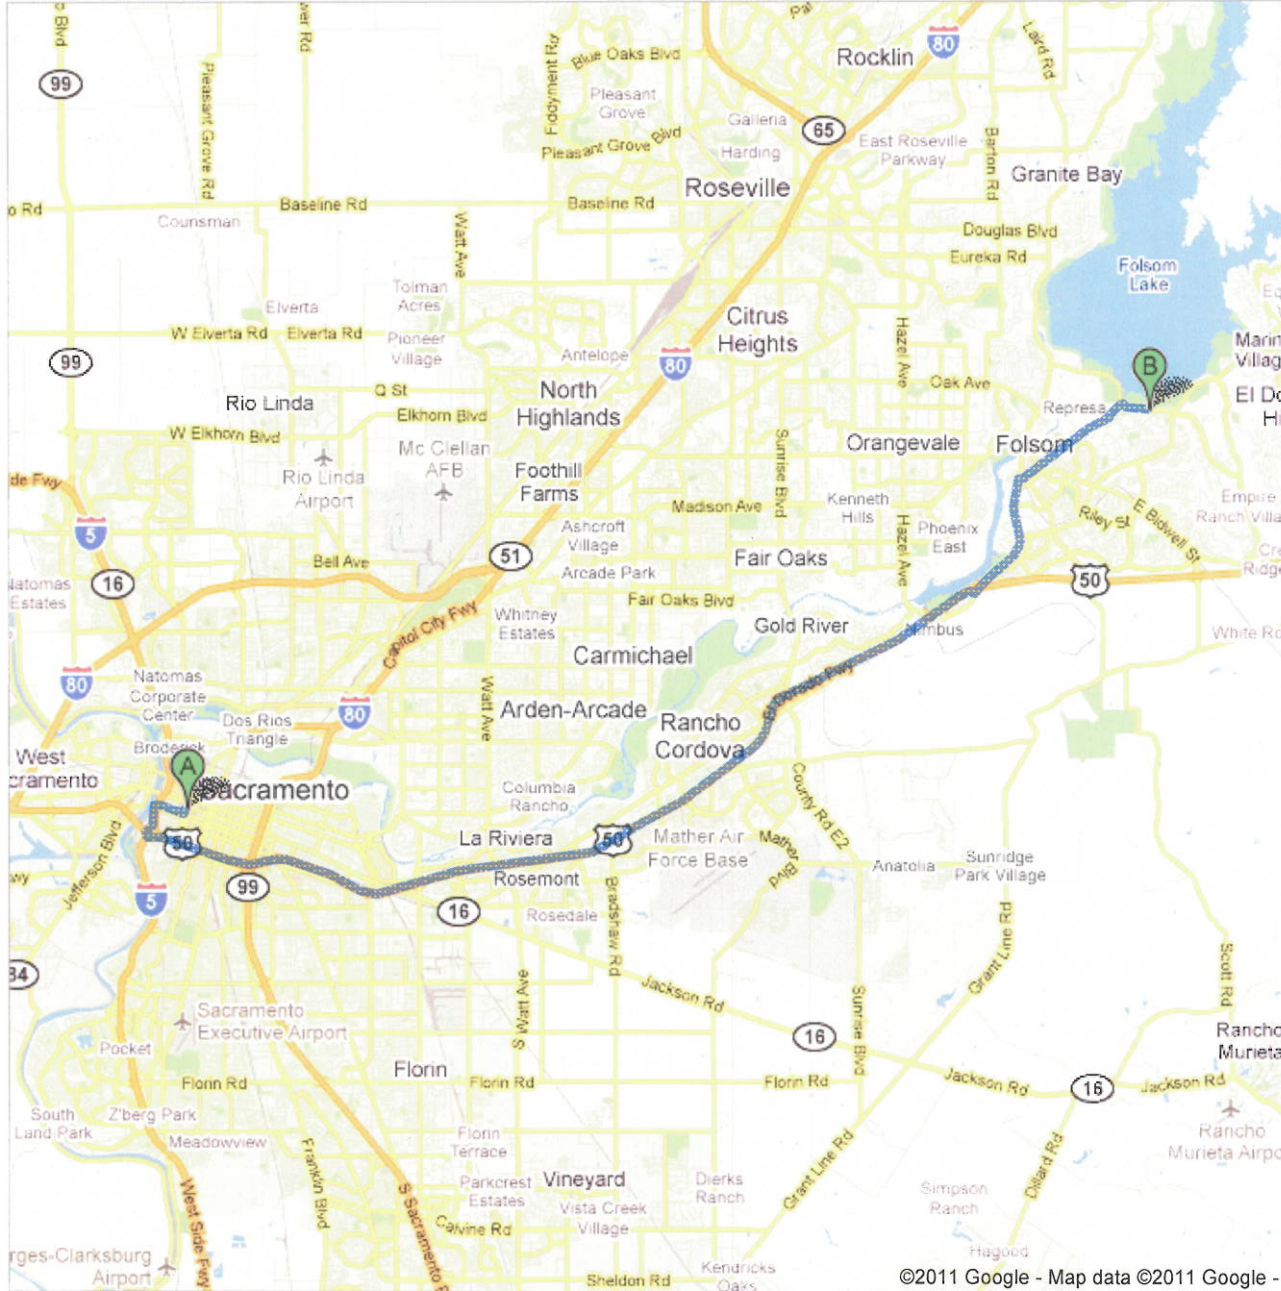 Rocklin
80
Laird Rd
99
Pleasant Grove Rd
Fiddyment Rd
Blue Oaks Blvd
Pleasant
Grove
Pleasant Grove Blvd
Galleria
Harding
65
East Roseville
Parkway
Barton Rd
Granite Bay
Roseville
Baseline Rd
Baseline Rd
Counsman
Watt Ave
Douglas Blvd
Eureka Rd
Folsom
Lake
Tolman
Acres
Elverta
Citrus
Heights
W Elverta Rd
Elverta Rd
Pioneer
Village
Antelope
Hazel Ave
99
80
B
Oak Ave
Represa
Q St
North
Highlands
Rio Linda
Elkhorn Blvd
W Elkhorn Blvd
Mc Clellan
AFB
Rio Linda
Airport
Foothill
Farms
Sunrise Blvd
Orangevale
Folsom
Madison Ave
Kenneth
Hills
Hazel Ave
Phoenix
East
Riley St
E Bidwell St
Empire
5
16
Bell Ave
51
Ashcroft
Village
Arcade Park
Fair Oaks
50
Natomas
Estates
Capitol City Fwy
Whitney
Estates
Fair Oaks Blvd
Gold River
Nimbus
White Rd
Carmichael
80
Natomas
Corporate
Center
Dos Rios
Triangle
80
Watt Ave
Arden-Arcade
Rancho
Cordova
West
Broderick
A
Sacramento
Columbia
Rancho
County Rd E2
Jefferson Blvd
50
La Riviera
50
Mather Air
Force Base
Mather Blvd
Anatolia
Sunridge
Park Village
99
Rosemont
5
16
Rosedale
Bradshaw Rd
Grant Line Rd
Scott Rd
84
S Watt Ave
Jackson Rd
Sunrise Blvd
Sacramento
Executive Airport
16
Rancho
Murieta
Pocket
Florin
Florin Rd
Florin Rd
Florin Rd
Jackson Rd
16
Jackson Rd
South
Land Park
Z'berg Park
Meadowview
Franklin Blvd
Florin
Terrace
Grant Line Rd
Dillard Rd
Rancho
Parkcrest
Estates
Vineyard
Vista Creek
Village
Dierks
Ranch
Simpson
Ranch
West Side Fwy
Calvine Rd
Hagood
Airport
Sheldon Rd
Kendricks
Oaks
©2011 Google - Map data ©2011 Google -